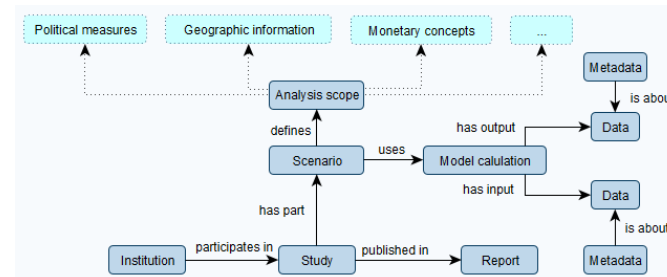 Political measures
Geographic information
Monetary concepts
...
Metadata
Analysis scope
is abou
defines
has output
Data
Scenario
uses
Model calulation
has input
Data
has part
is about
participates in
published in
Institution
Study
Report
Metadata